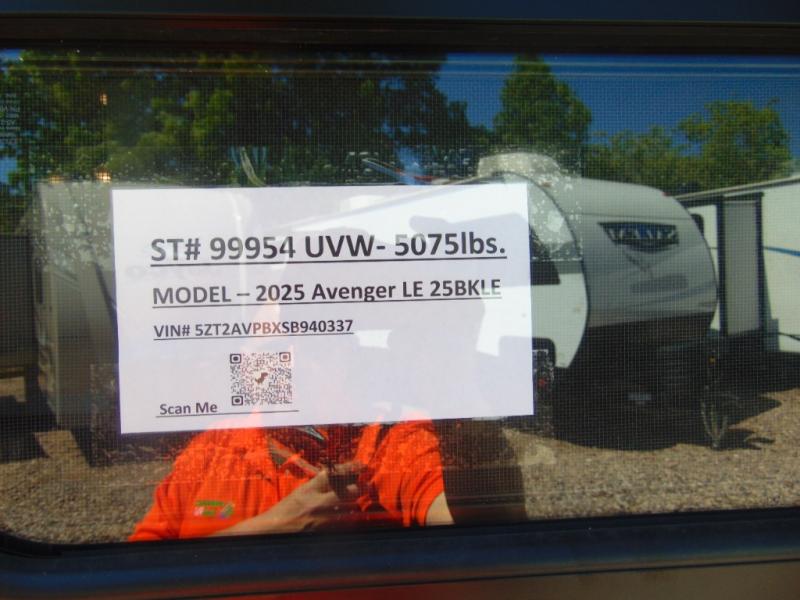 ST# 99954 UVW- 5075lbs.
MODEL – 2025 Avenger LE 25BKLE
VIN# 5ZT2AVPBXSB940337
Scan Me